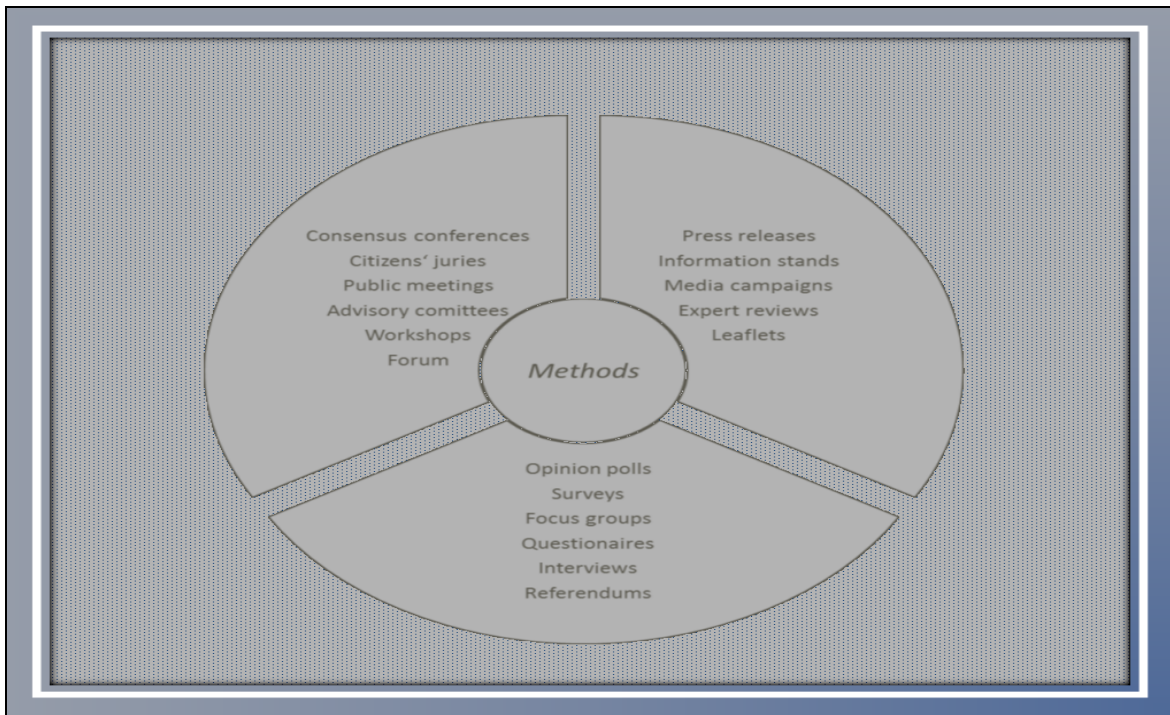 Consensus conferences
Citizens‘ juries
Public meetings
Advisory comittees
Workshops
Forum
Press releases
Information stands
Media campaigns
Expert reviews
Leaflets
Methods
Opinion polls
Surveys
Focus groups
Questionaires
Interviews
Referendums